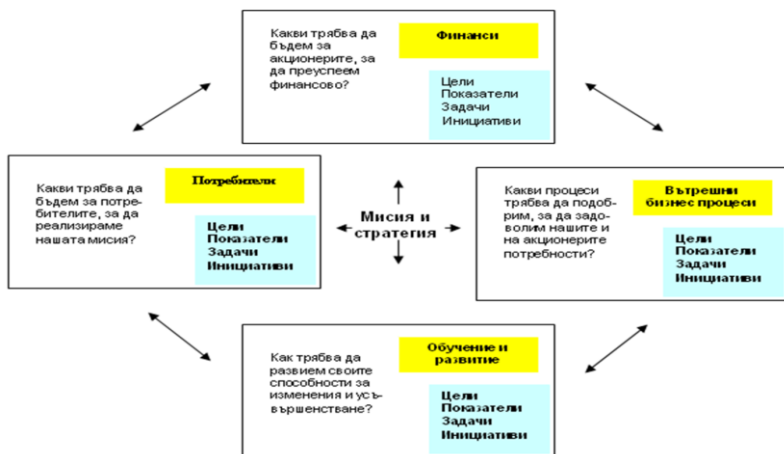 Какви трябва да
бъдем за
акционерите, за
да преуспеем
финансово?
Финанси
Цели
Показатели
Задачи
Инициативи
Какви трябва да
бъдем за потре-
бителите, за да
реализираме
нашата мисия?
Потребители
Цели
Показатели
Задачи
Инициативи
Мисия и
стратегия
Какви процеси
трябва да подоб-
рим, за да задо-
волим нашите и
на акционерите
потребности?
Вътрешни
бизнес процеси
Цели
Показатели
Задачи
Инициативи
Как трябва да
развием своите
способности за
изменения и усъ-
вършенстване?
Обучение и
развитие
Цели
Показатели
Задачи
Инициативи